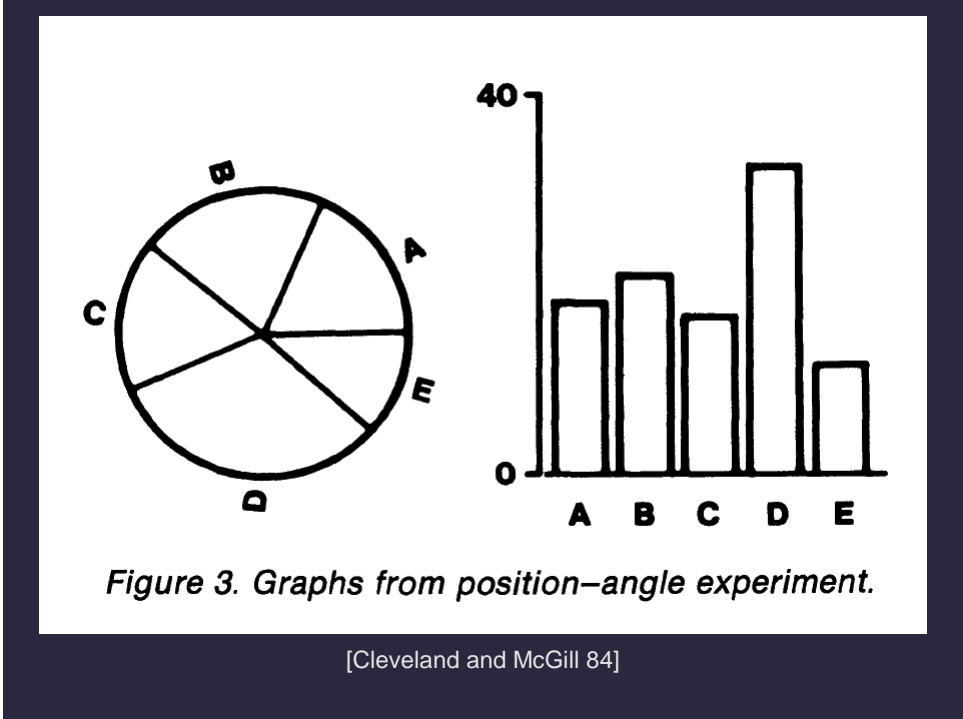 B
A
C
E
D
40
0
A B C D E
Figure 3. Graphs from position–angle experiment.
[Cleveland and McGill 84]